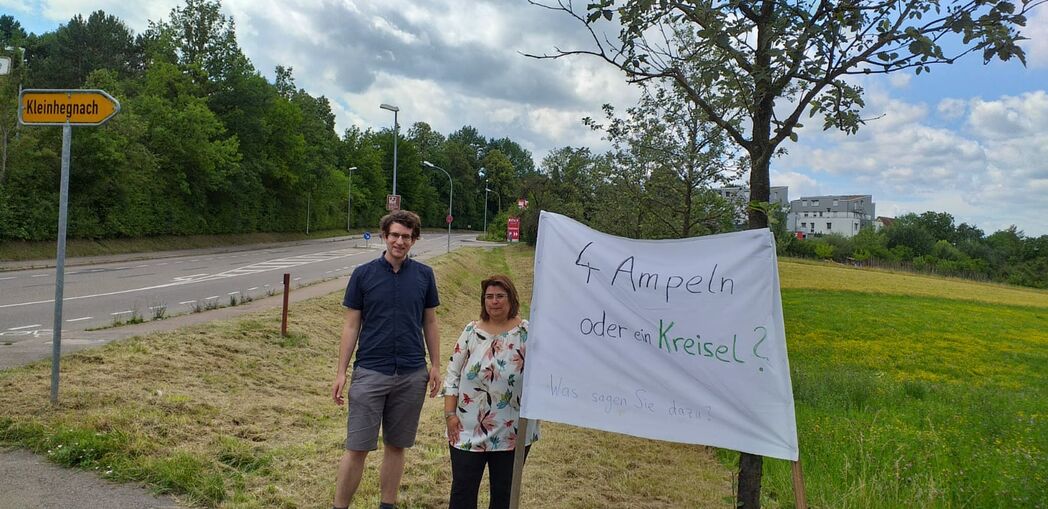 Kleinhegnach
4 Ampeln
oder ein Kreisel?
Was sagen Sie dazu?